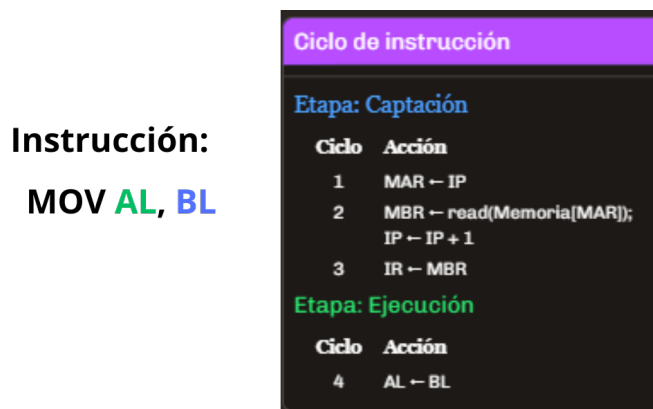 Instrucción:
MOV AL, BL
Ciclo de instrucción
Etapa: Captación
Ciclo Acción
1 MAR ← IP
2 MBR ← read(Memoria[MAR]);
IP ← IP + 1
3 IR ← MBR
Etapa: Ejecución
Ciclo Acción
4 AL ← BL